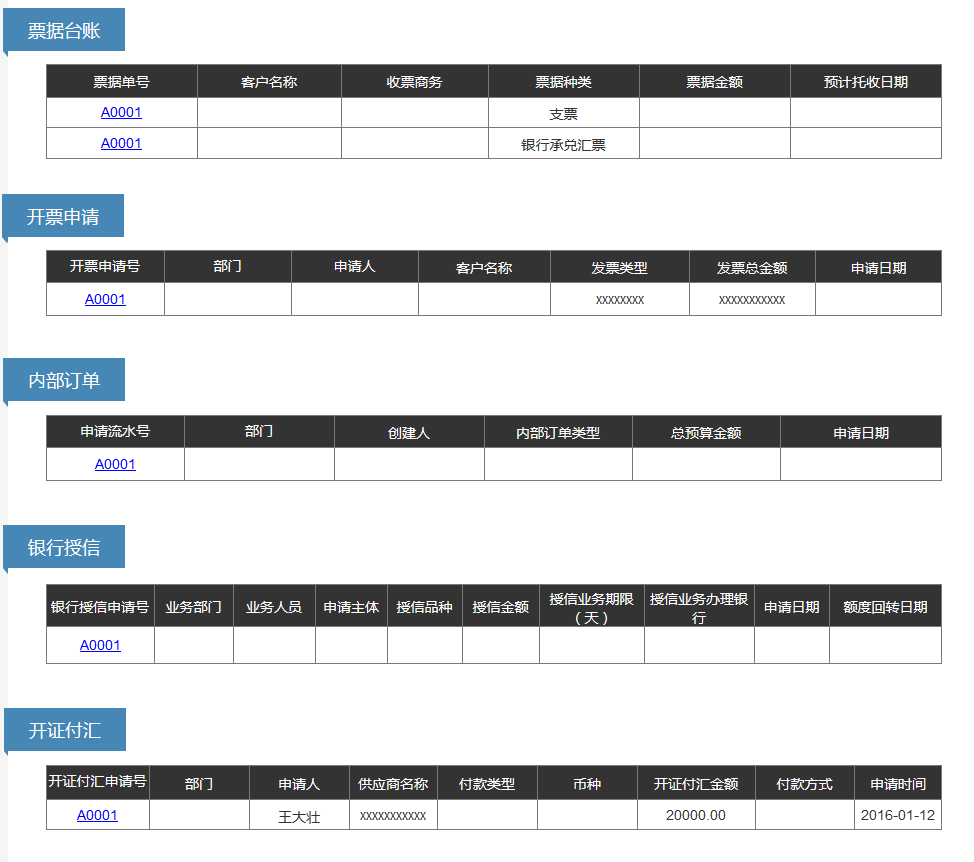 票据台账
票据单号 客户名称 收票商务 票据种类 票据金额 预计托收日期
A0001 支票
A0001 银行承兑汇票
开票申请
开票申请号 部门 申请人 客户名称 发票类型 发票总金额 申请日期
A0001 XXXXXXXX XXXXXXXXXXX
内部订单
申请流水号 部门 创建人 内部订单类型 总预算金额 申请日期
A0001
银行授信
银行授信申请号 业务部门 业务人员 申请主体 授信品种 授信金额 授信业务期限 授信业务办理银 申请日期 额度回转日期
（天） 行
A0001
开证付汇
开证付汇申请号 部门 申请人 供应商名称 付款类型 币种 开证付汇金额 付款方式 申请时间
A0001 王大壮 XXXXXXXXXXX 20000.00 2016-01-12